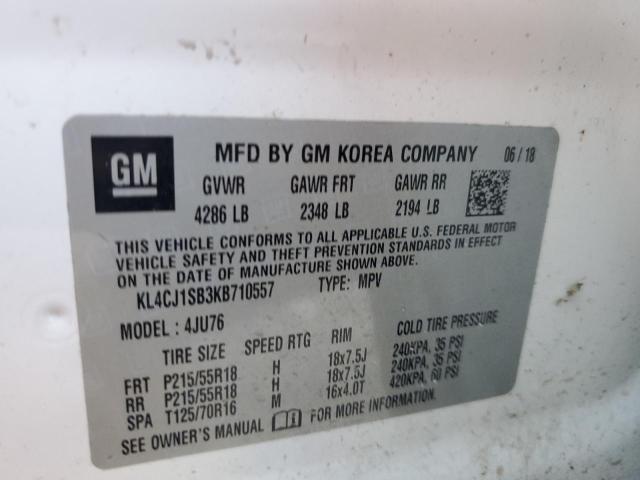 GM MFD BY GM KOREA COMPANY 06/18
GVWR GAWR FRT GAWR RR
4286 LB 2348 LB 2194 LB
THIS VEHICLE CONFORMS TO ALL APPLICABLE U.S. FEDERAL MOTOR
VEHICLE SAFETY AND THEFT PREVENTION STANDARDS IN EFFECT
ON THE DATE OF MANUFACTURE SHOWN ABOVE.
KL4CJ1SB3KB710557 TYPE: MPV
MODEL: 4JU76
TIRE SIZE SPEED RTG RIM COLD TIRE PRESSURE
FRT P215/55R18 H 18x7.5J 240KPA, 35 PSI
RR P215/55R18 H 18x7.5J 240KPA, 35 PSI
SPA T125/70R16 M 16x4.0T 420KPA, 60 PSI
SEE OWNER'S MANUAL FOR MORE INFORMATION.